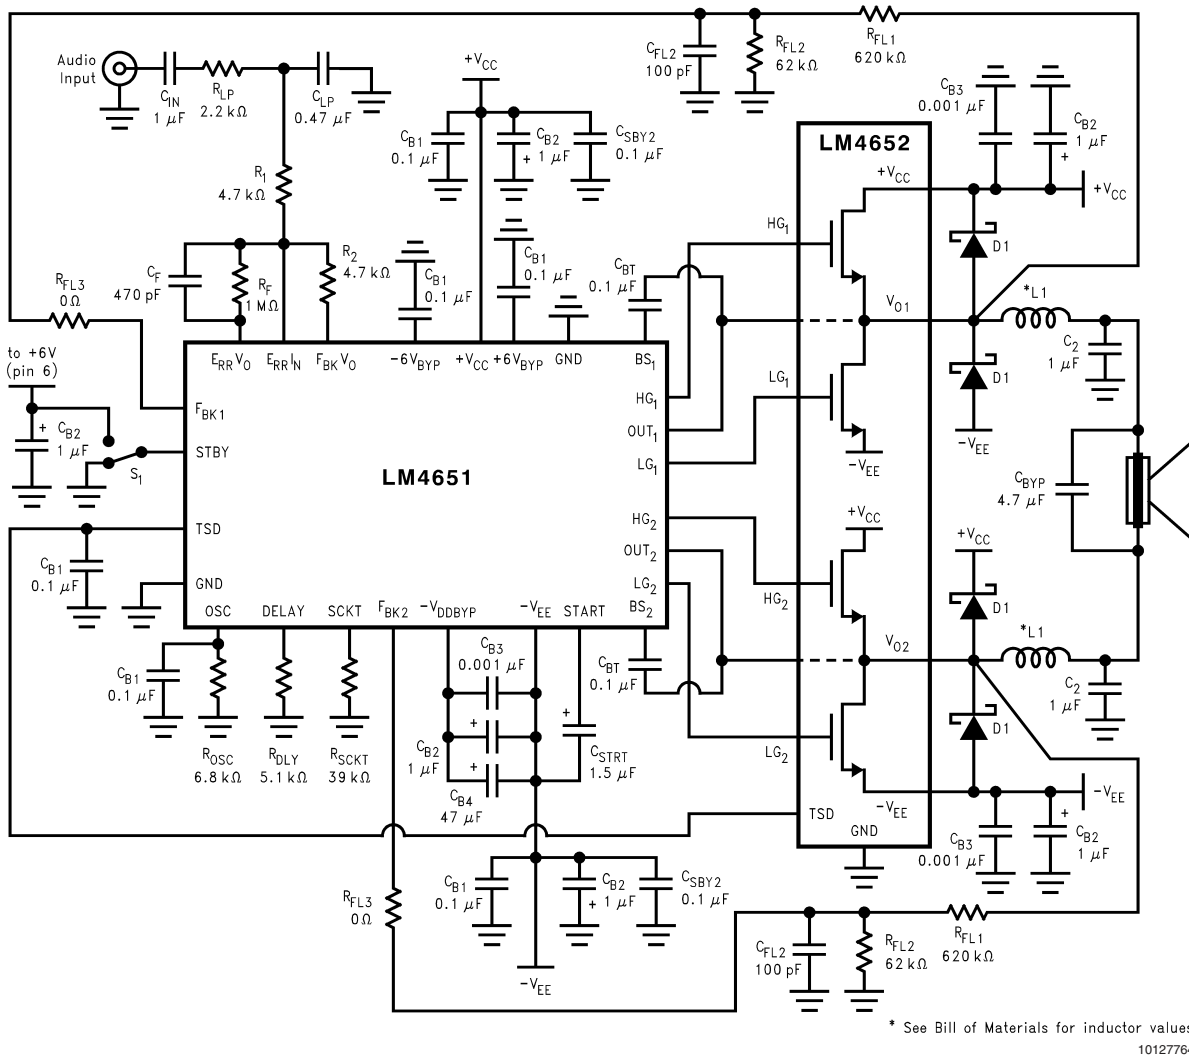 Audio
Input
C_IN
1 μF
R_LP
2.2 kΩ
C_LP
0.47 μF
+V_CC
C_FL2
100 pF
R_FL2
62 kΩ
R_FL1
620 kΩ
C_B3
0.001 μF
C_B2
1 μF
+
LM4652
C_B1
0.1 μF
C_B2
+ 1 μF
C_SBY2
0.1 μF
R_1
4.7 kΩ
+V_CC
+V_CC
HG_1
D1
C_F
470 pF
R_F
1 MΩ
R_2
4.7 kΩ
C_B1
0.1 μF
C_B1
0.1 μF
C_BT
0.1 μF
R_FL3
0Ω
V_O1
*L1
C_2
1 μF
to +6V
(pin 6)
E_RR V_O
E_RR I_N
F_BK V_O
-6V_BYP
+V_CC
+6V_BYP
GND
BS_1
LG_1
D1
F_BK1
HG_1
+
C_B2
1 μF
OUT_1
-V_EE
S_1
STBY
LM4651
LG_1
-V_EE
C_BYP
4.7 μF
TSD
HG_2
+V_CC
OUT_2
+V_CC
C_B1
0.1 μF
GND
LG_2
HG_2
D1
OSC
DELAY
SCKT
F_BK2
-V_DDBYP
-V_EE
START
BS_2
*L1
V_O2
C_B3
0.001 μF
C_BT
0.1 μF
C_2
1 μF
C_B1
0.1 μF
+
+
D1
R_OSC
6.8 kΩ
R_DLY
5.1 kΩ
R_SCKT
39 kΩ
C_B2
1 μF
+
C_STRT
1.5 μF
LG_2
C_B4
47 μF
-V_EE
-V_EE
TSD
GND
C_B3
0.001 μF
+
C_B2
1 μF
R_FL3
0Ω
C_B1
0.1 μF
C_B2
+ 1 μF
C_SBY2
0.1 μF
C_FL2
100 pF
R_FL2
62 kΩ
R_FL1
620 kΩ
-V_EE
* See Bill of Materials for inductor values
10127764